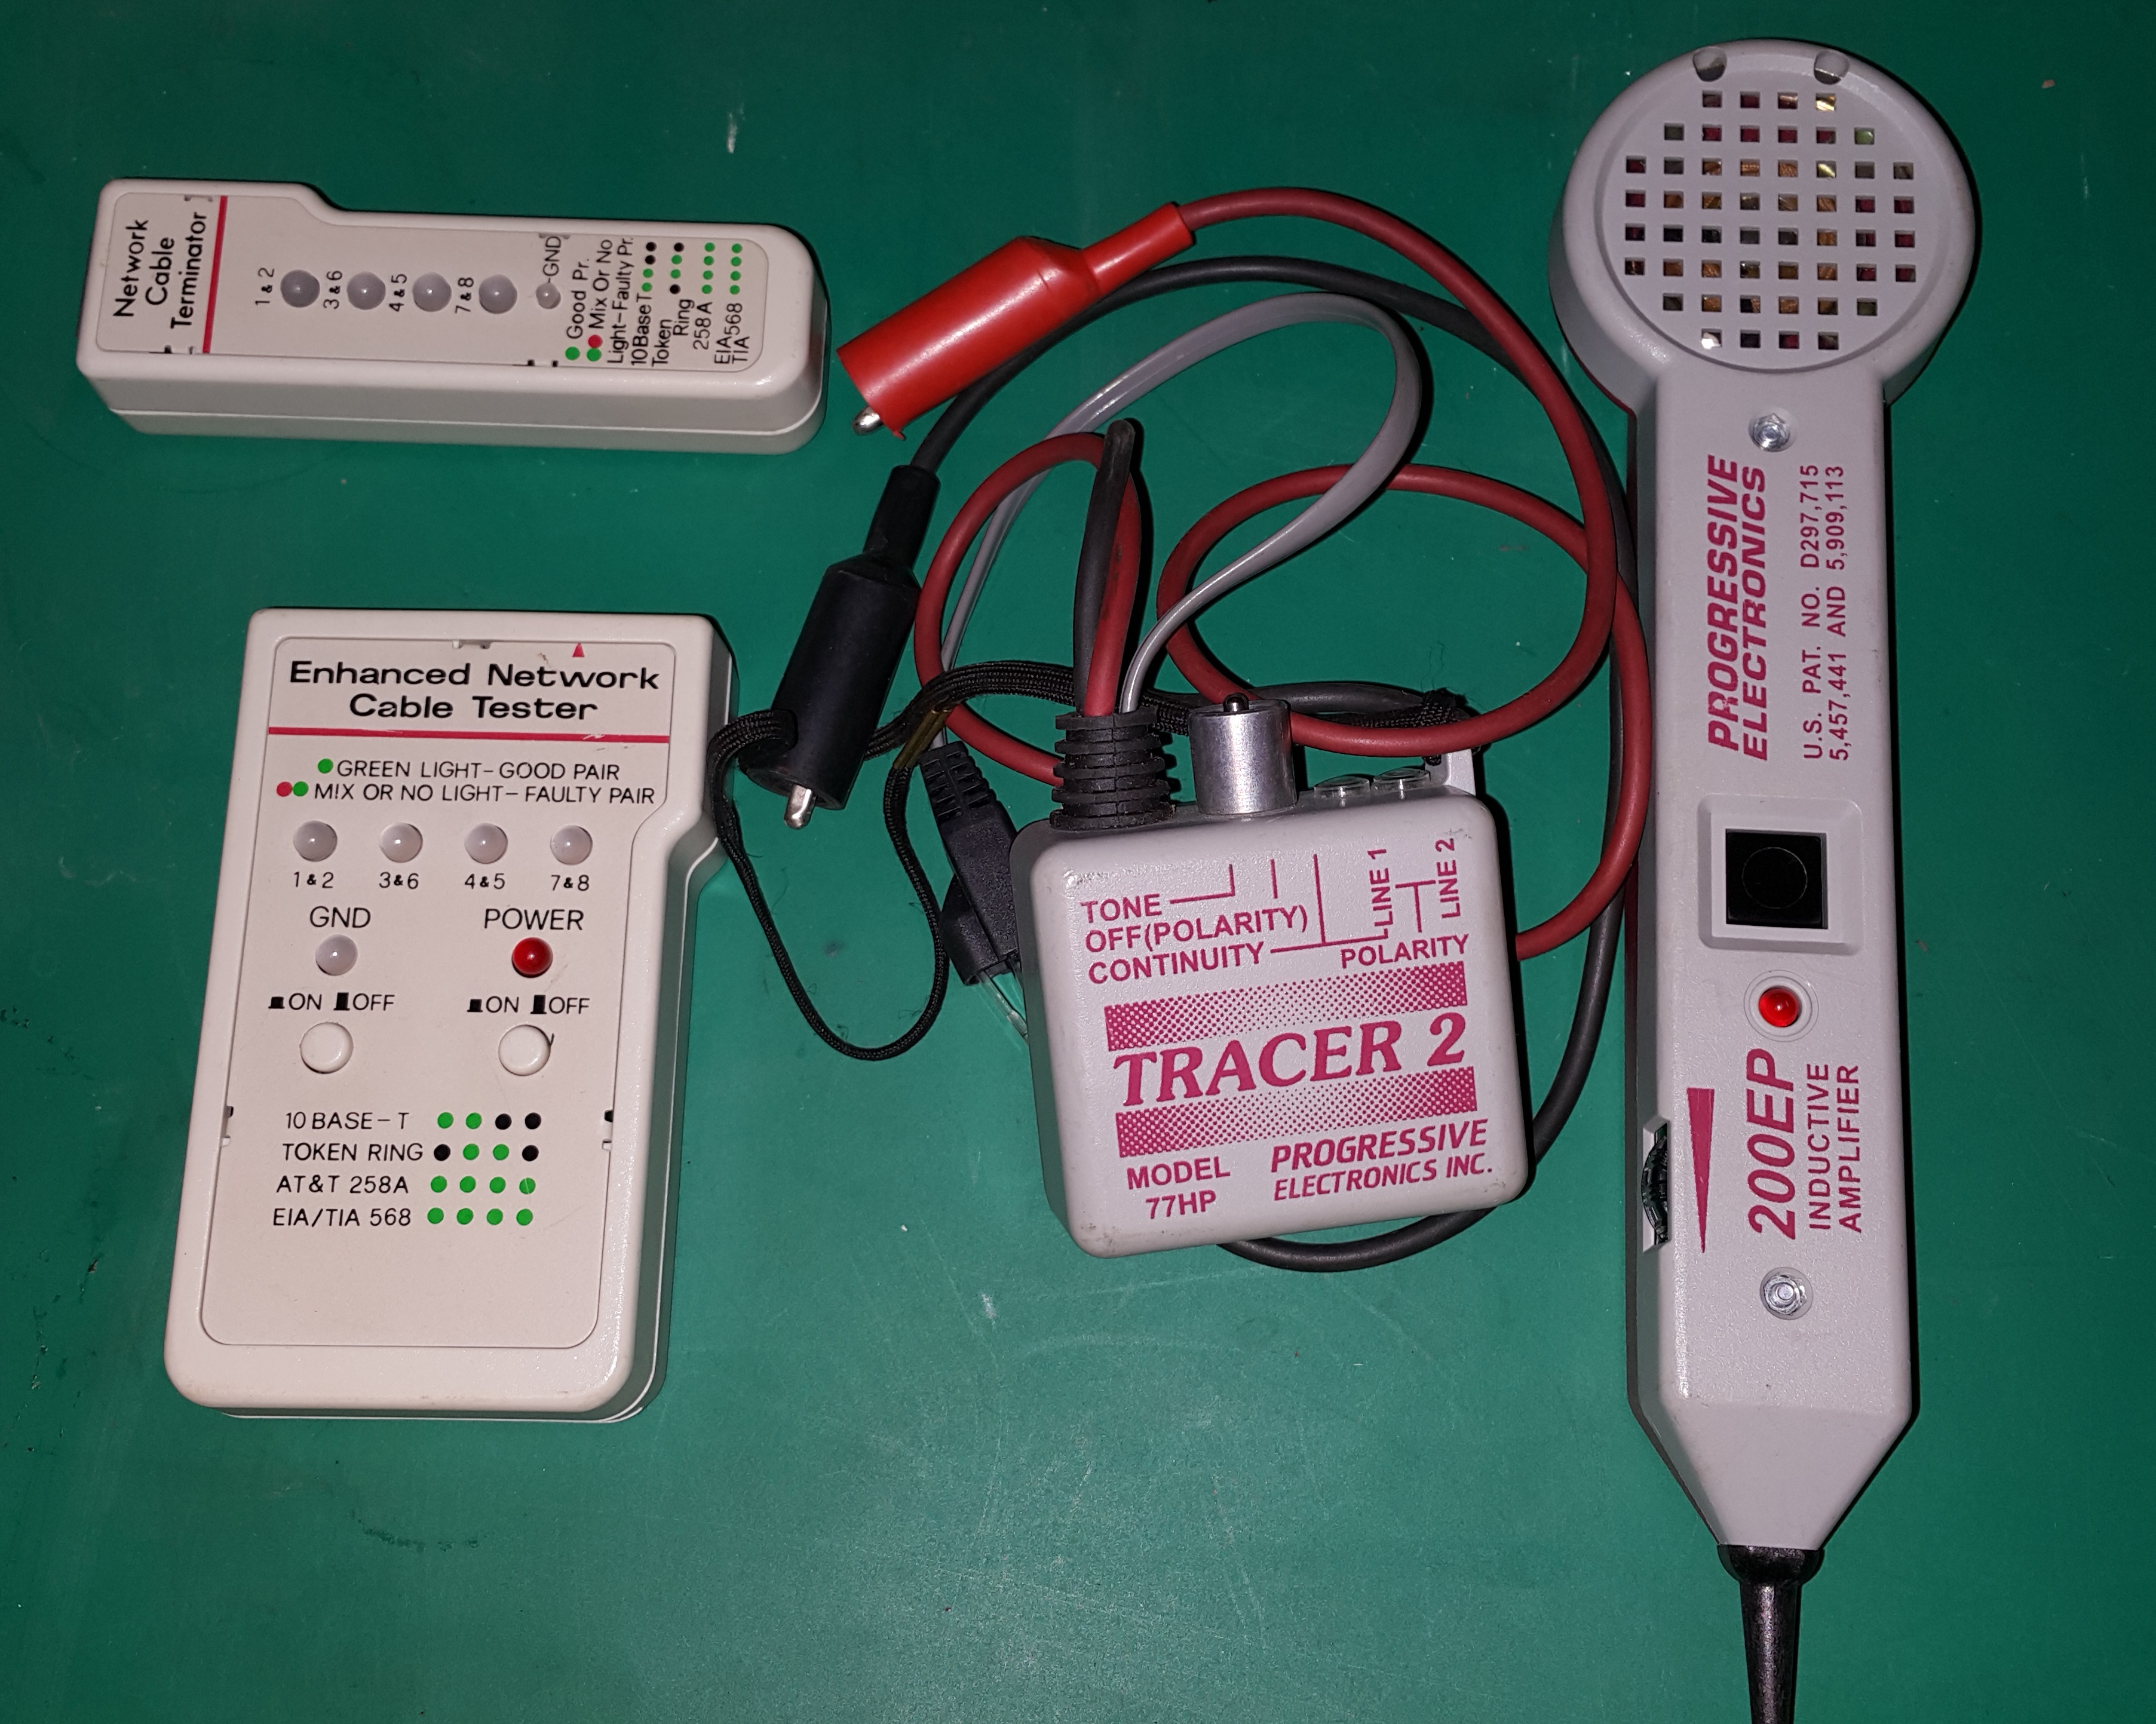 Network
Cable
Terminator
1 & 2
3 & 6
4 & 5
7 & 8
GND
Good Pr.
Mix Or No
Light-Faulty Pr.
10BaseT
Token
Ring
258A
EIA568
TIA
Enhanced Network
Cable Tester
GREEN LIGHT-GOOD PAIR
MIX OR NO LIGHT-FAULTY PAIR
1&2 3&6 4&5 7&8
GND POWER
ON OFF ON OFF
10 BASE-T
TOKEN RING
AT&T 258A
EIA/TIA 568
TONE
OFF(POLARITY)
CONTINUITY
LINE 1
LINE 2
POLARITY
TRACER 2
MODEL
77HP
PROGRESSIVE
ELECTRONICS INC.
PROGRESSIVE
ELECTRONICS
U.S. PAT. NO. D297,715
5,457,441 AND 5,909,113
200EP
INDUCTIVE
AMPLIFIER